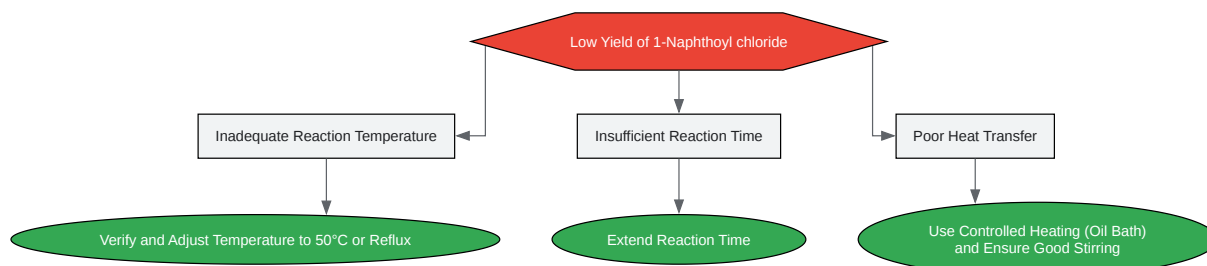 Low Yield of 1-Naphthoyl chloride
Inadequate Reaction Temperature
Insufficient Reaction Time
Poor Heat Transfer
Verify and Adjust Temperature to 50°C or Reflux
Extend Reaction Time
Use Controlled Heating (Oil Bath)
and Ensure Good Stirring